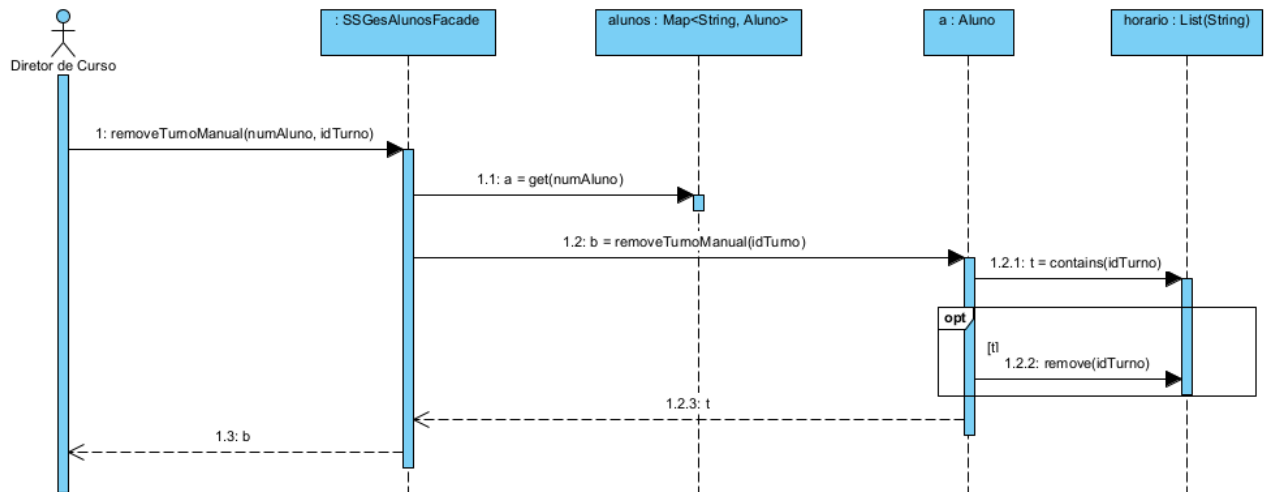 : SSGesAlunosFacade
alunos : Map<String, Aluno>
a : Aluno
horario : List(String)
Diretor de Curso
1: removeTurnoManual(numAluno, idTurno)
1.1: a = get(numAluno)
1.2: b = removeTurnoManual(idTurno)
1.2.1: t = contains(idTurno)
opt
[t]
1.2.2: remove(idTurno)
1.2.3: t
1.3: b